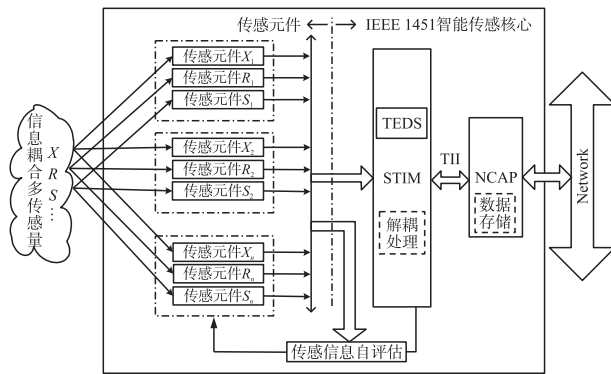 传感元件
IEEE 1451智能传感核心
传感元件X₁
传感元件R₁
传感元件S₁
信息耦合多传感量
X R S…
传感元件X₂
传感元件R₂
传感元件S₂
传感元件Xₙ
传感元件Rₙ
传感元件Sₙ
TEDS
STIM
解耦
处理
TII
NCAP
数据
存储
Network
传感信息自评估